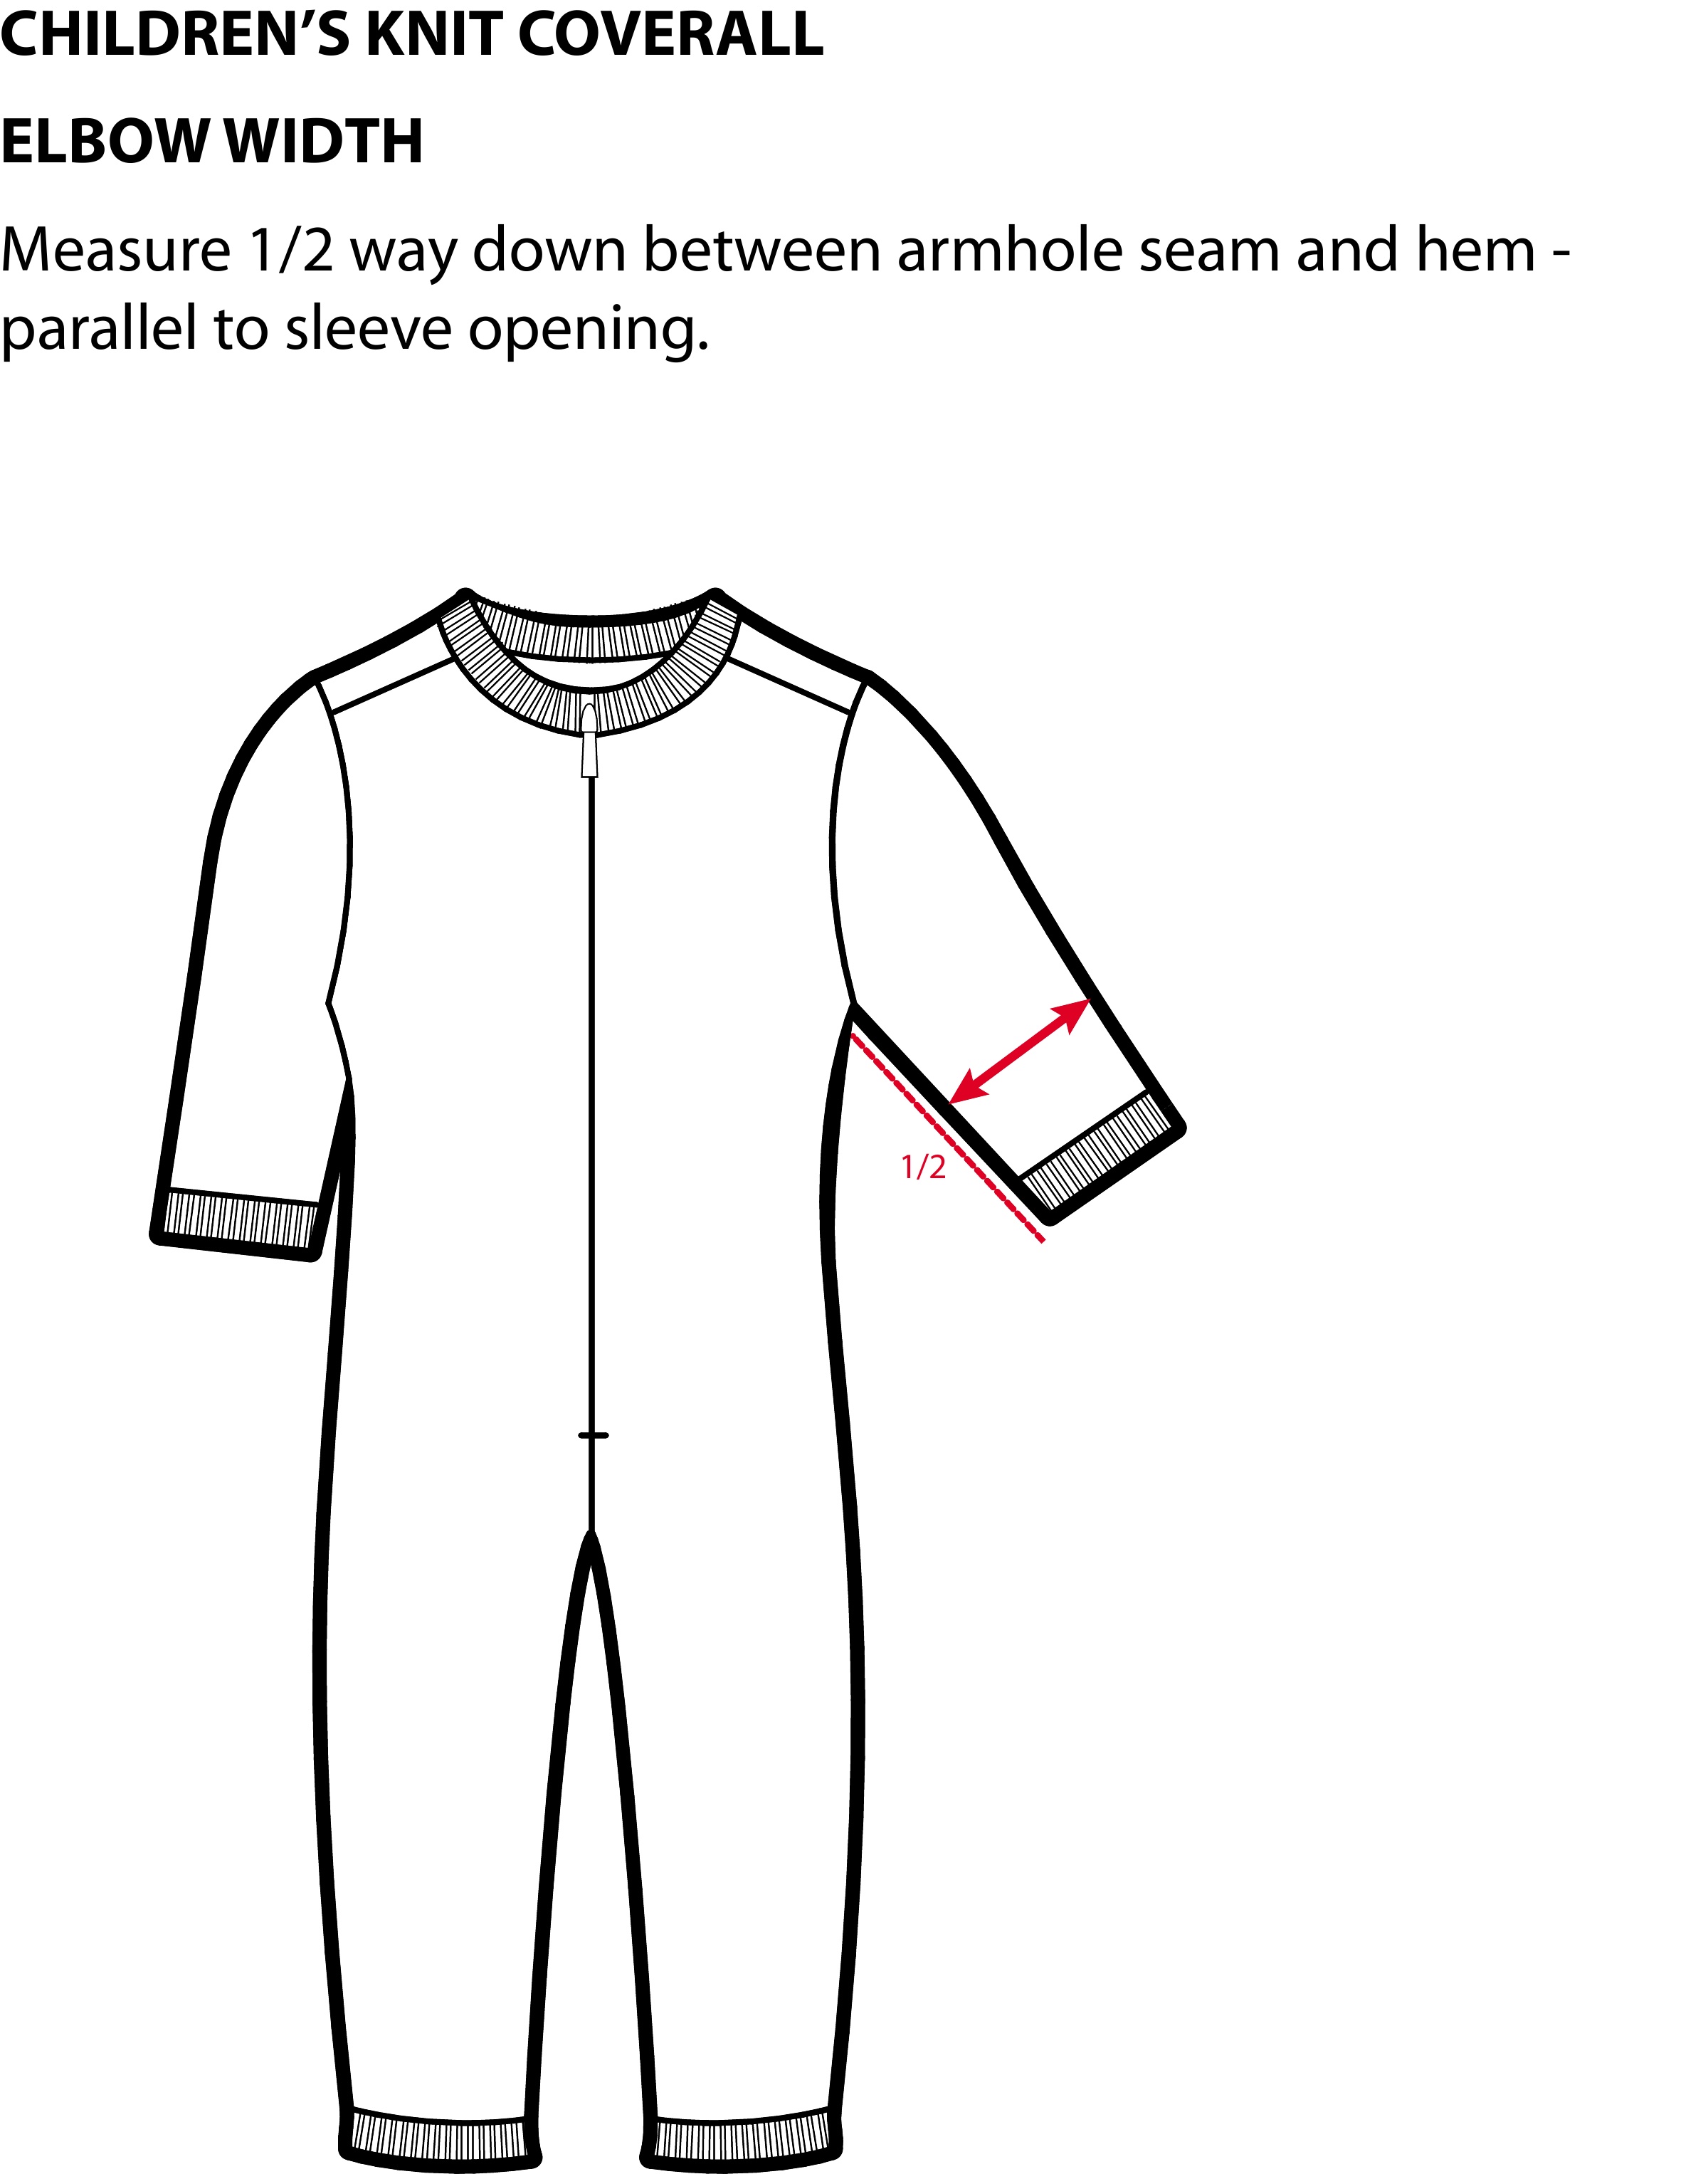 CHILDREN’S KNIT COVERALL
ELBOW WIDTH
Measure 1/2 way down between armhole seam and hem -
parallel to sleeve opening.
1/2